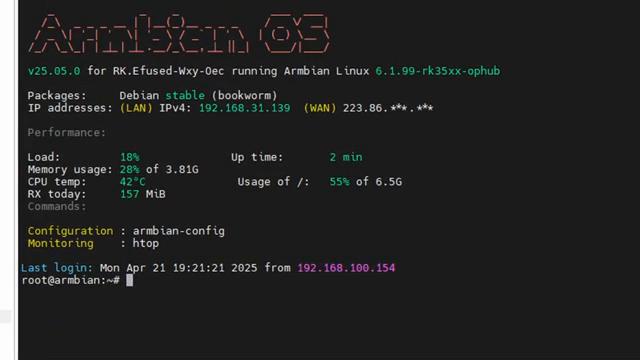 Armbian OS
v25.05.0 for RK.Efused-Wxy-Oec running Armbian Linux 6.1.99-rk35xx-ophub
Packages: Debian stable (bookworm)
IP addresses: (LAN) IPv4: 192.168.31.139 (WAN) 223.86.***.***
Performance:
Load: 18% Up time: 2 min
Memory usage: 28% of 3.81G
CPU temp: 42°C Usage of /: 55% of 6.5G
RX today: 157 MiB
Commands:
Configuration : armbian-config
Monitoring : htop
Last login: Mon Apr 21 19:21:21 2025 from 192.168.100.154
root@armbian:~#